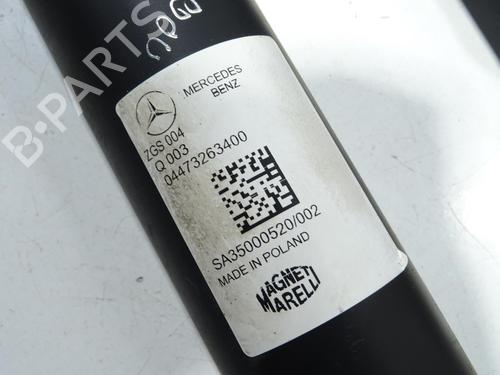 MERCEDES
BENZ
ZGS 004
Q 003
04473263400
SA35000520/002
MADE IN POLAND
MAGNETI
MARELLI
B-PARTS